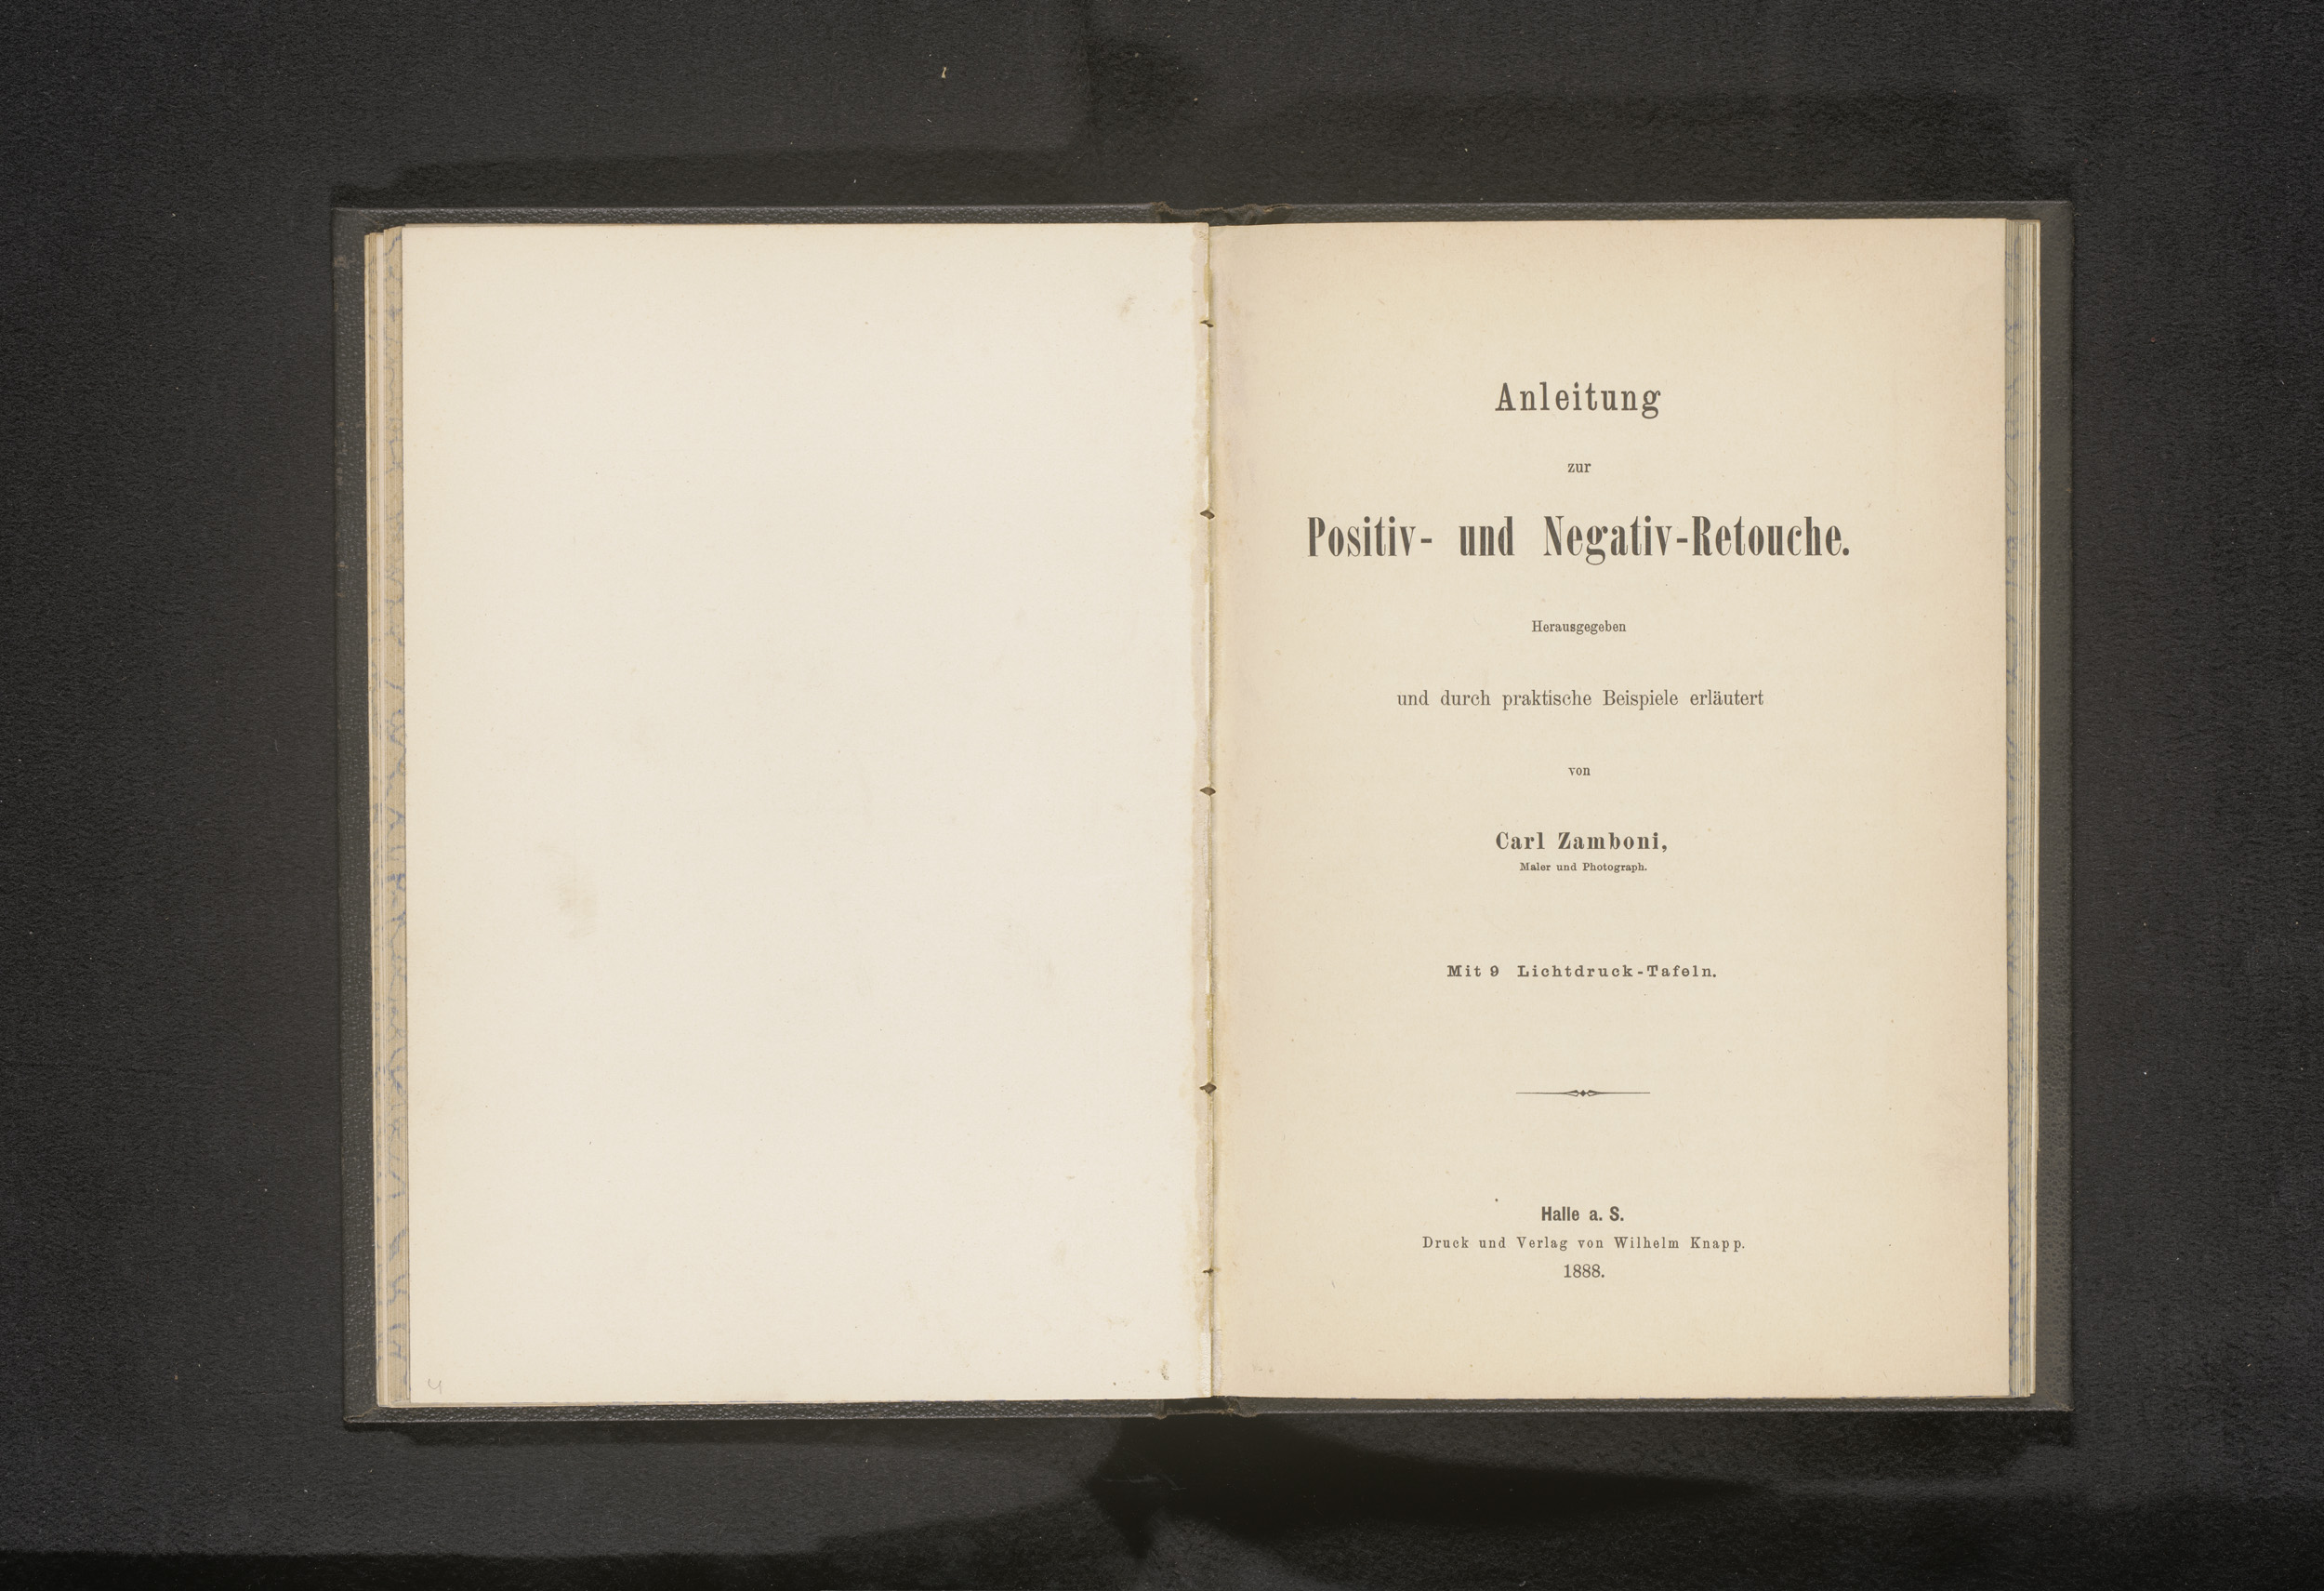 Anleitung
zur
Positiv- und Negativ-Retouche.
Herausgegeben
und durch praktische Beispiele erläutert
von
Carl Zamboni,
Maler und Photograph.
Mit 9 Lichtdruck-Tafeln.
Halle a. S.
Druck und Verlag von Wilhelm Knapp.
1888.